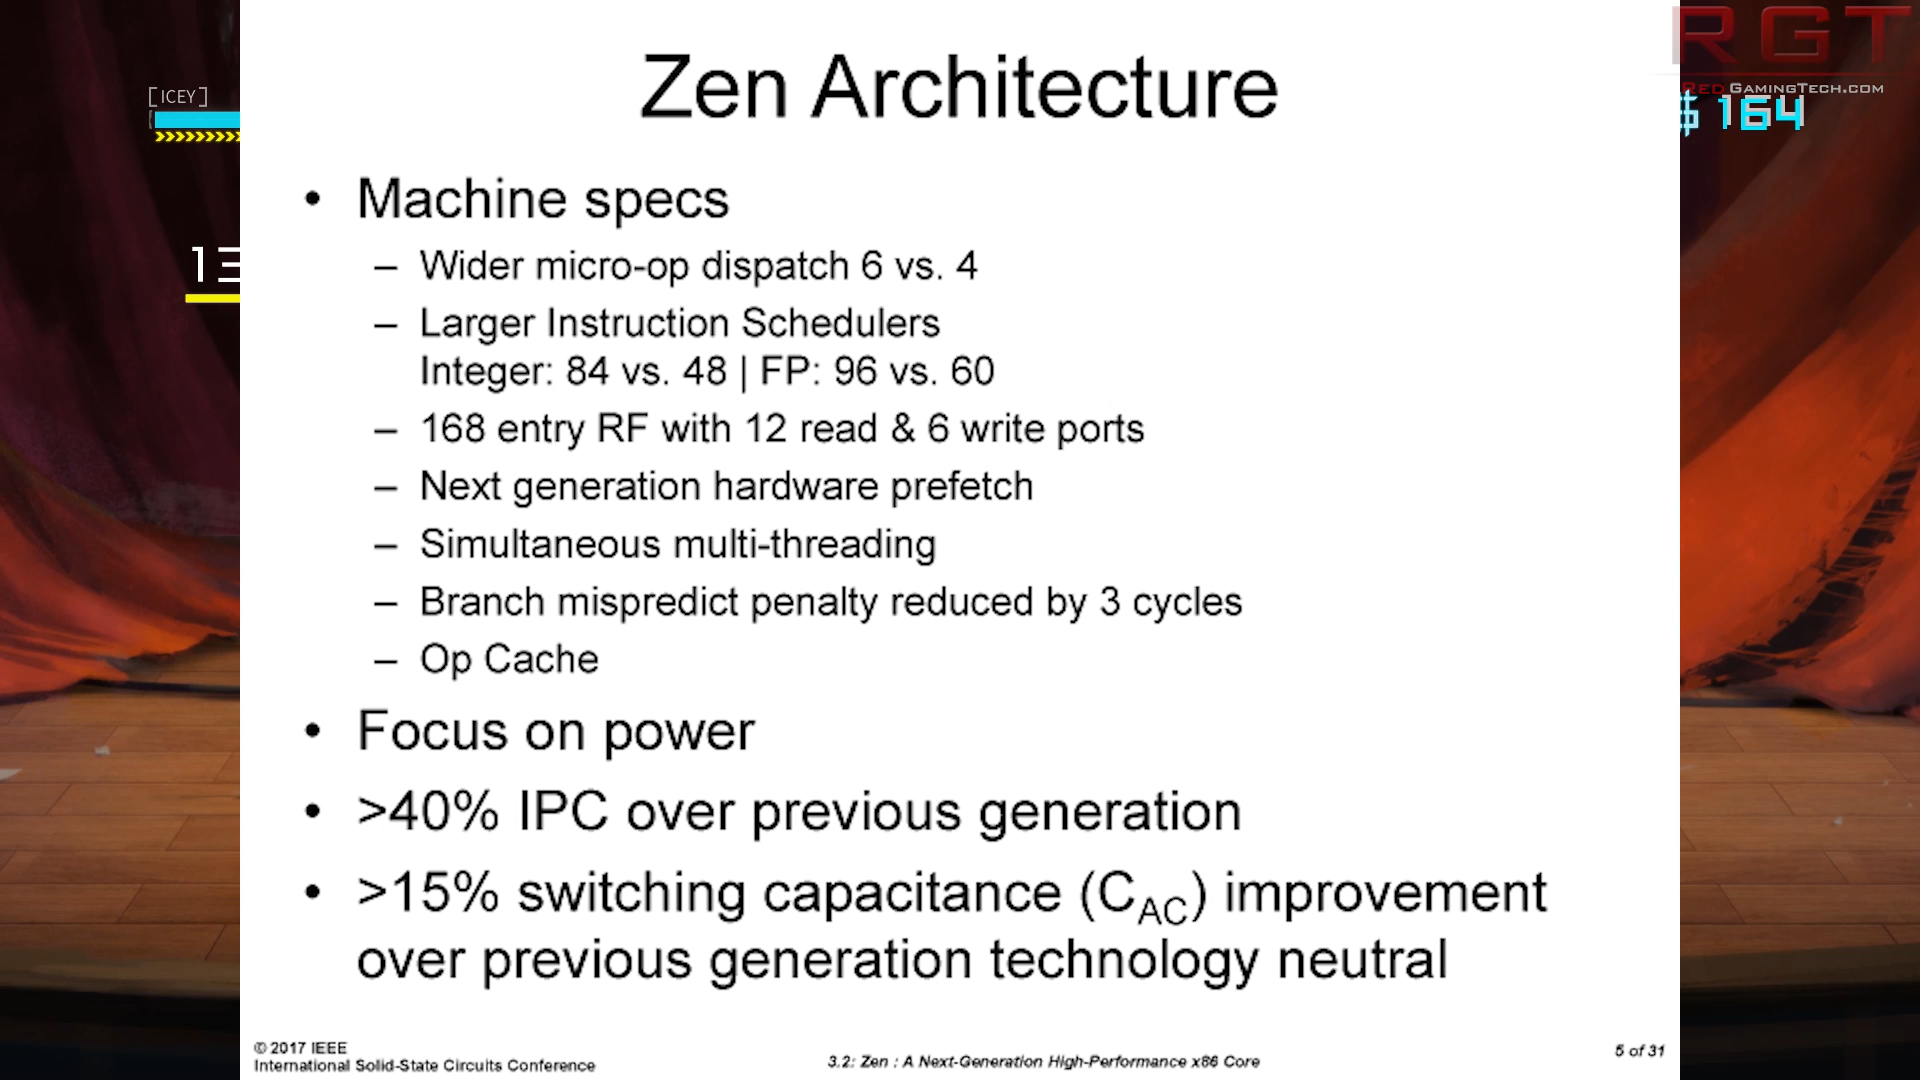 RGT
RED GAMINGTECH.COM
[ICEY]
$ 164
13
Zen Architecture
• Machine specs
– Wider micro-op dispatch 6 vs. 4
– Larger Instruction Schedulers
Integer: 84 vs. 48 | FP: 96 vs. 60
– 168 entry RF with 12 read & 6 write ports
– Next generation hardware prefetch
– Simultaneous multi-threading
– Branch mispredict penalty reduced by 3 cycles
– Op Cache
• Focus on power
• >40% IPC over previous generation
• >15% switching capacitance (CAC) improvement
over previous generation technology neutral
© 2017 IEEE
International Solid-State Circuits Conference
3.2: Zen : A Next-Generation High-Performance x86 Core
5 of 31